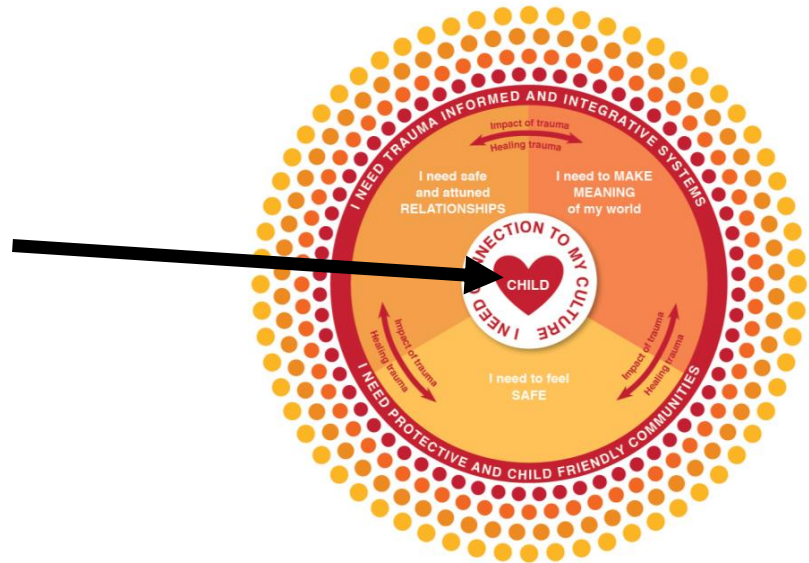 I NEED TRAUMA INFORMED AND INTEGRATIVE SYSTEMS
Impact of trauma
Healing trauma
I need safe
and attuned
RELATIONSHIPS
I need to MAKE
MEANING
of my world
I NEED CONNECTION TO MY CULTURE
CHILD
Impact of trauma
Healing trauma
Impact of trauma
Healing trauma
I need to feel
SAFE
I NEED PROTECTIVE AND CHILD FRIENDLY COMMUNITIES